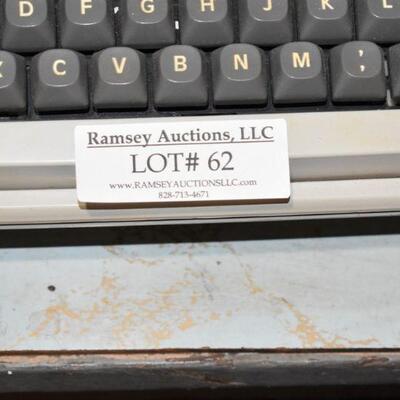 D F G H J K L
X C V B N M ;
Ramsey Auctions, LLC
LOT# 62
www.RAMSEYAUCTIONSLLC.com
828-713-4671